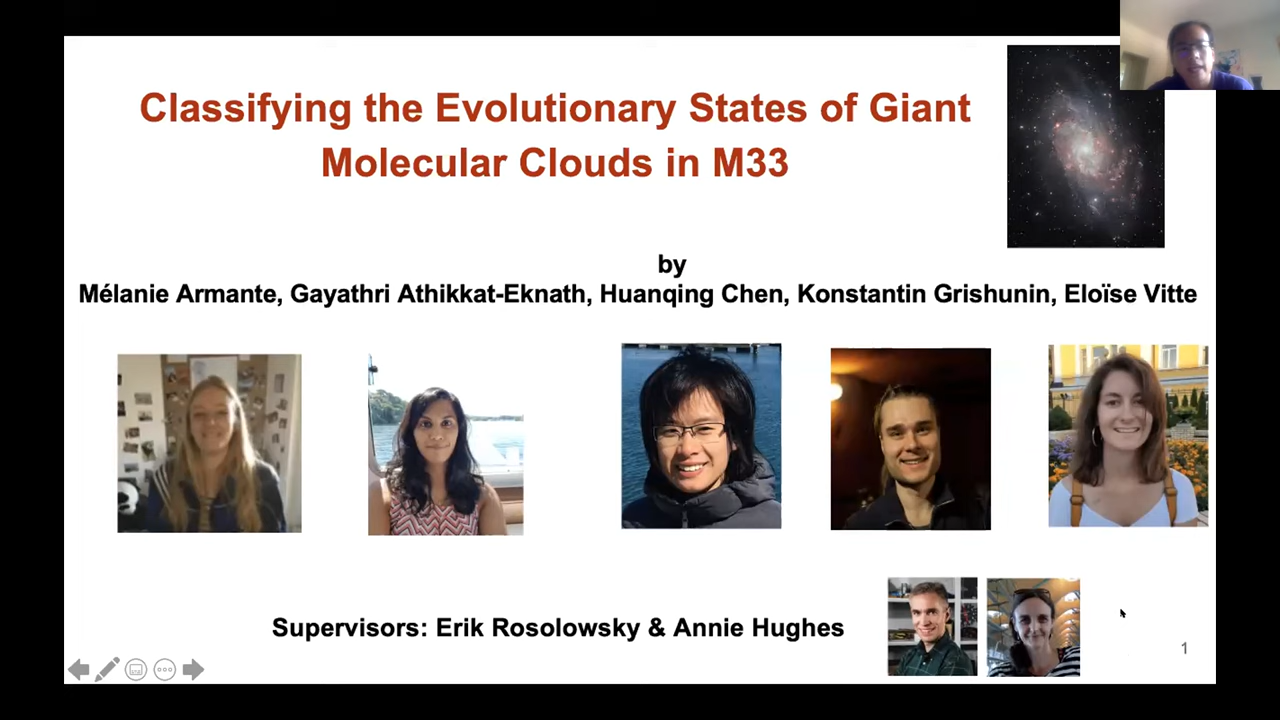 Classifying the Evolutionary States of Giant
Molecular Clouds in M33
by
Mélanie Armante, Gayathri Athikkat-Eknath, Huanqing Chen, Konstantin Grishunin, Eloïse Vitte
Supervisors: Erik Rosolowsky & Annie Hughes
1